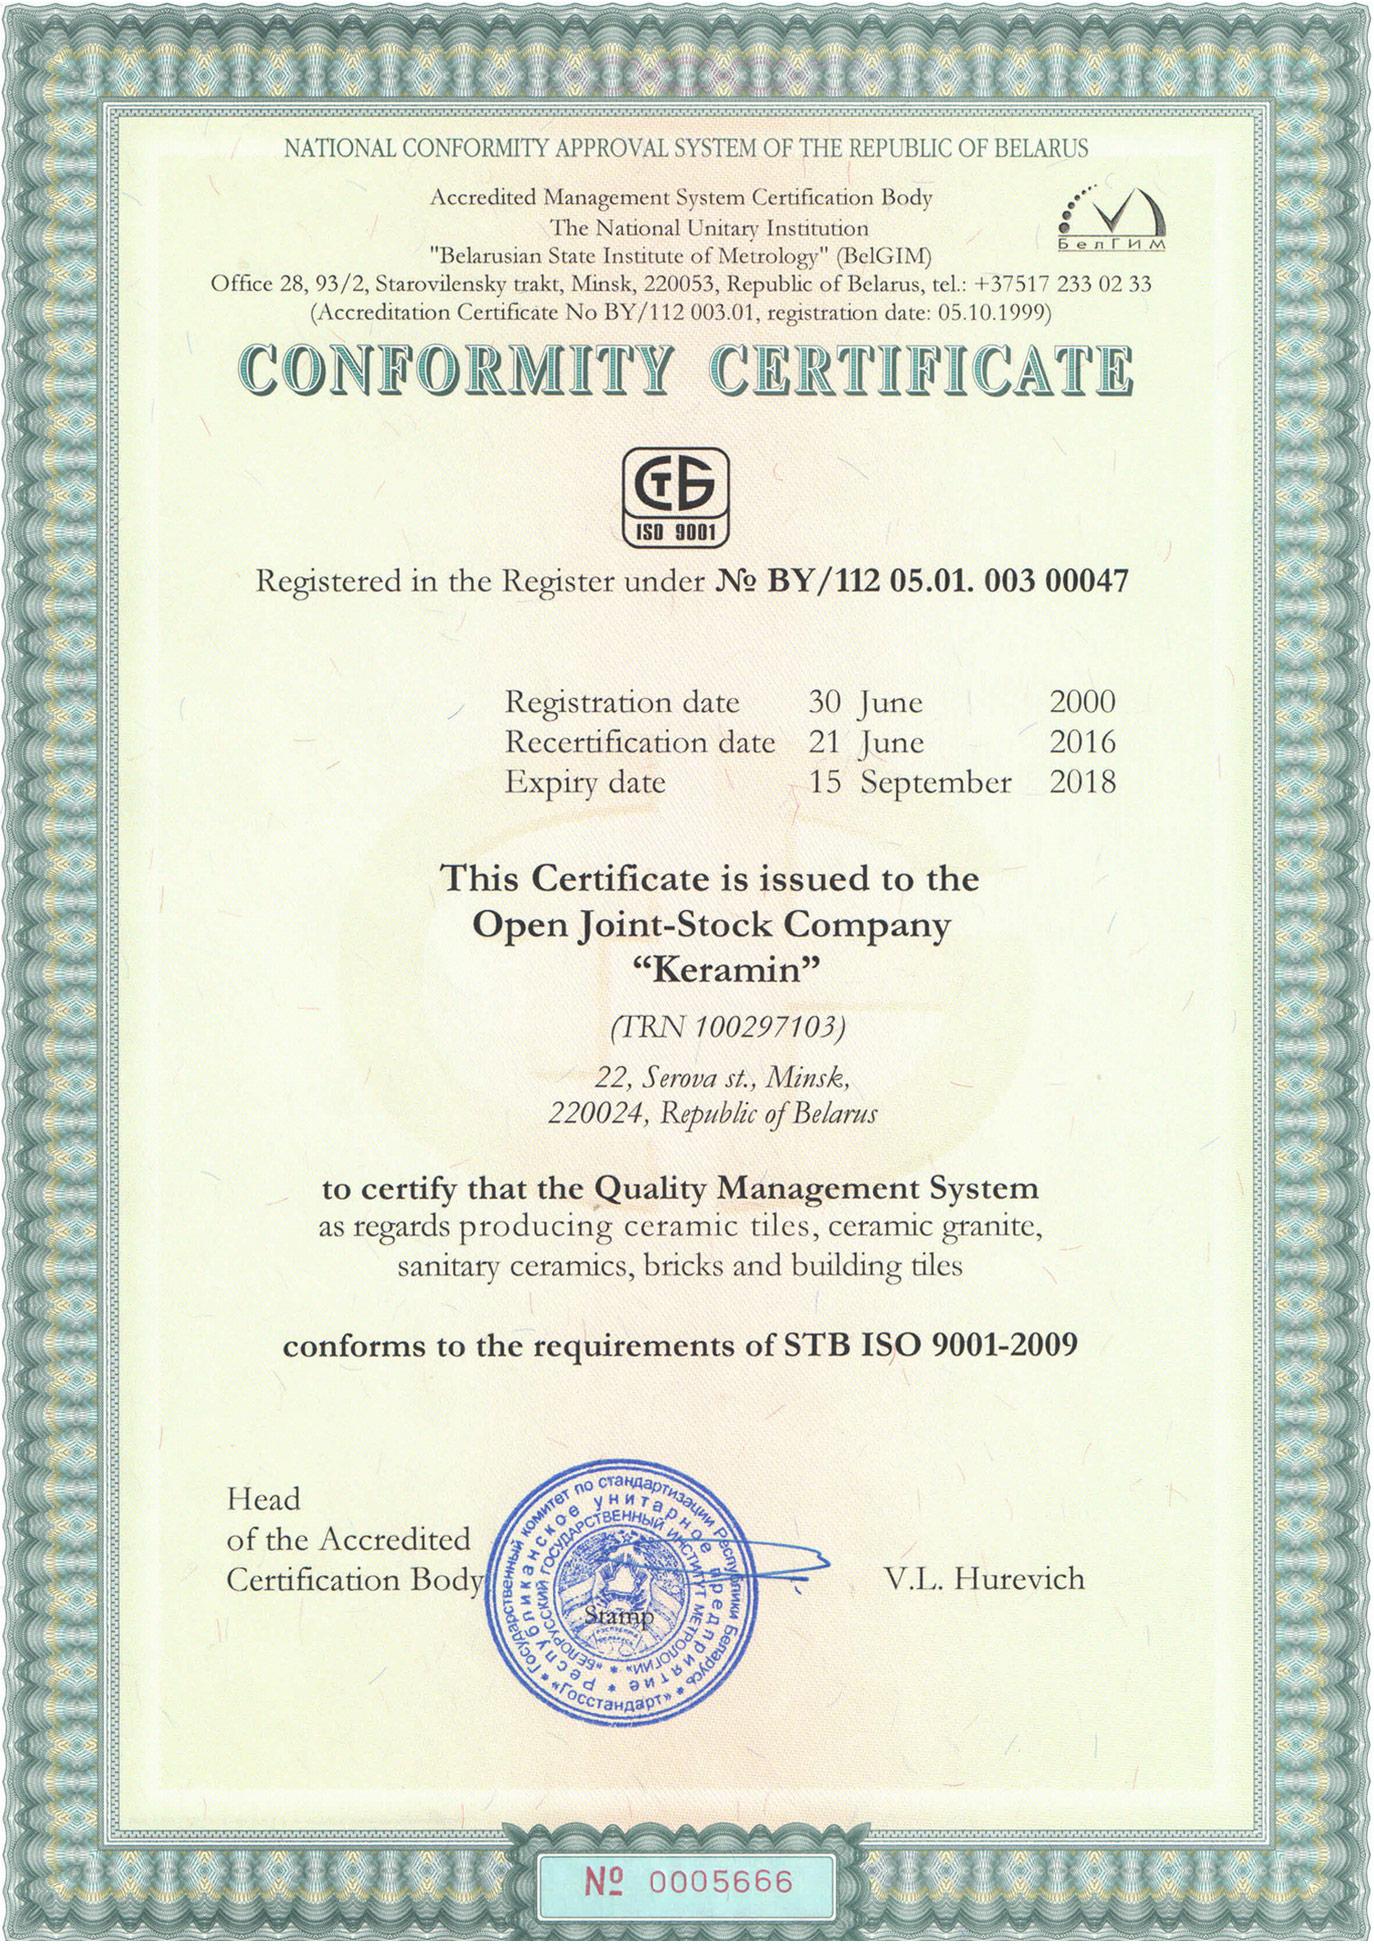 NATIONAL CONFORMITY APPROVAL SYSTEM OF THE REPUBLIC OF BELARUS
Accredited Management System Certification Body
The National Unitary Institution
"Belarusian State Institute of Metrology" (BelGIM)
Office 28, 93/2, Starovilensky trakt, Minsk, 220053, Republic of Belarus, tel.: +37517 233 02 33
(Accreditation Certificate No BY/112 003.01, registration date: 05.10.1999)
БелГИМ
CONFORMITY CERTIFICATE
СТБ
ISO 9001
Registered in the Register under № BY/112 05.01. 003 00047
Registration date 30 June 2000
Recertification date 21 June 2016
Expiry date 15 September 2018
This Certificate is issued to the
Open Joint-Stock Company
“Keramin”
(TRN 100297103)
22, Serova st., Minsk,
220024, Republic of Belarus
to certify that the Quality Management System
as regards producing ceramic tiles, ceramic granite,
sanitary ceramics, bricks and building tiles
conforms to the requirements of STB ISO 9001-2009
Head
of the Accredited
Certification Body
Stamp
V.L. Hurevich
Государственный комитет по стандартизации Республики Беларусь
* «Госстандарт» *
Республиканское унитарное предприятие *
«БЕЛОРУССКИЙ ГОСУДАРСТВЕННЫЙ ИНСТИТУТ МЕТРОЛОГИИ» *
№ 0005666